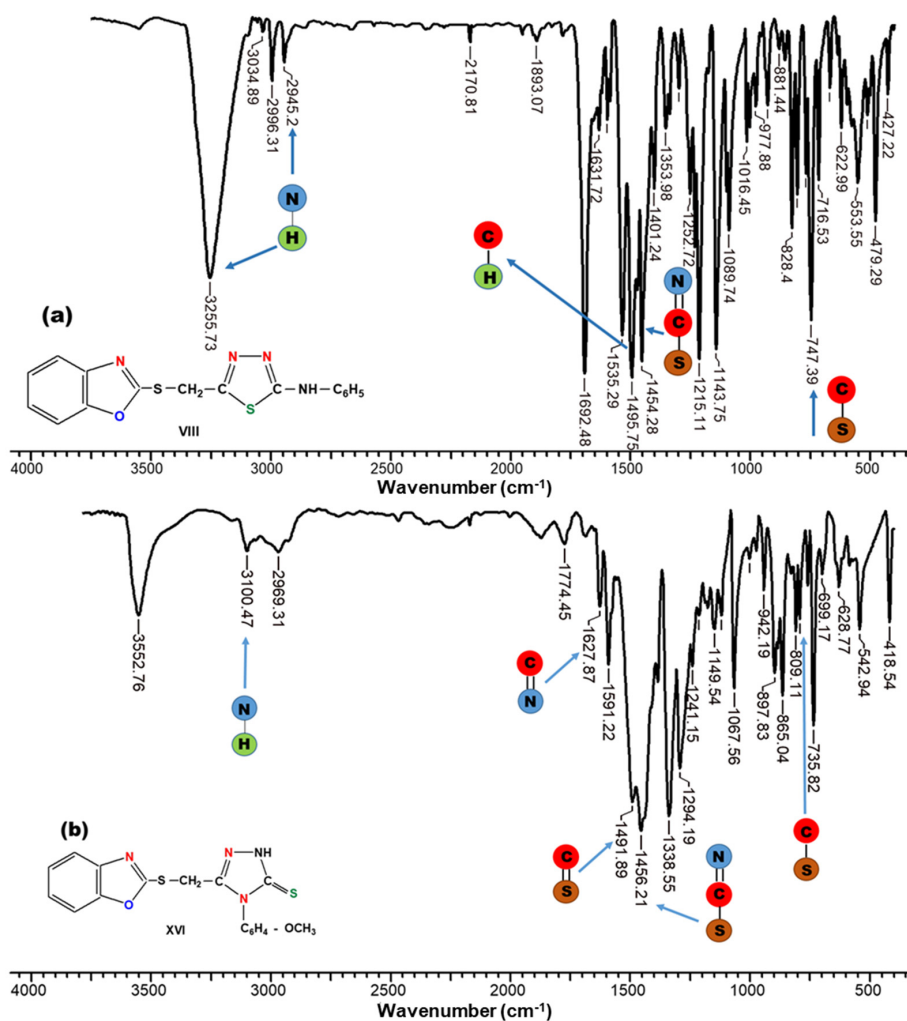 3034.89
2996.31
2945.2
2170.81
1893.07
3255.73
1692.48
1631.72
1535.29
1495.75
1454.28
1401.24
1353.98
1252.72
1215.11
1143.75
1089.74
1016.45
977.88
881.44
828.4
747.39
716.53
622.99
553.55
479.29
427.22
N
H
C
H
N
C
S
C
S
(a)
N
O
S—CH₂
N N
S
NH—C₆H₅
VIII
4000 3500 3000 2000 1500 1000 500
Wavenumber (cm⁻¹)
3552.76
3100.47
2969.31
1774.45
1627.87
1591.22
1491.89
1456.21
1338.55
1294.19
1241.15
1149.54
1067.56
942.19
897.83
865.04
809.11
735.82
699.17
628.77
542.94
418.54
N
H
C
N
C
S
N
C
S
C
S
(b)
N
O
S—CH₂—C
N NH
N
C
S
C₆H₄ - OCH₃
XVI
4000 3500 3000 2000 1500 1000 500
Wavenumber (cm⁻¹)